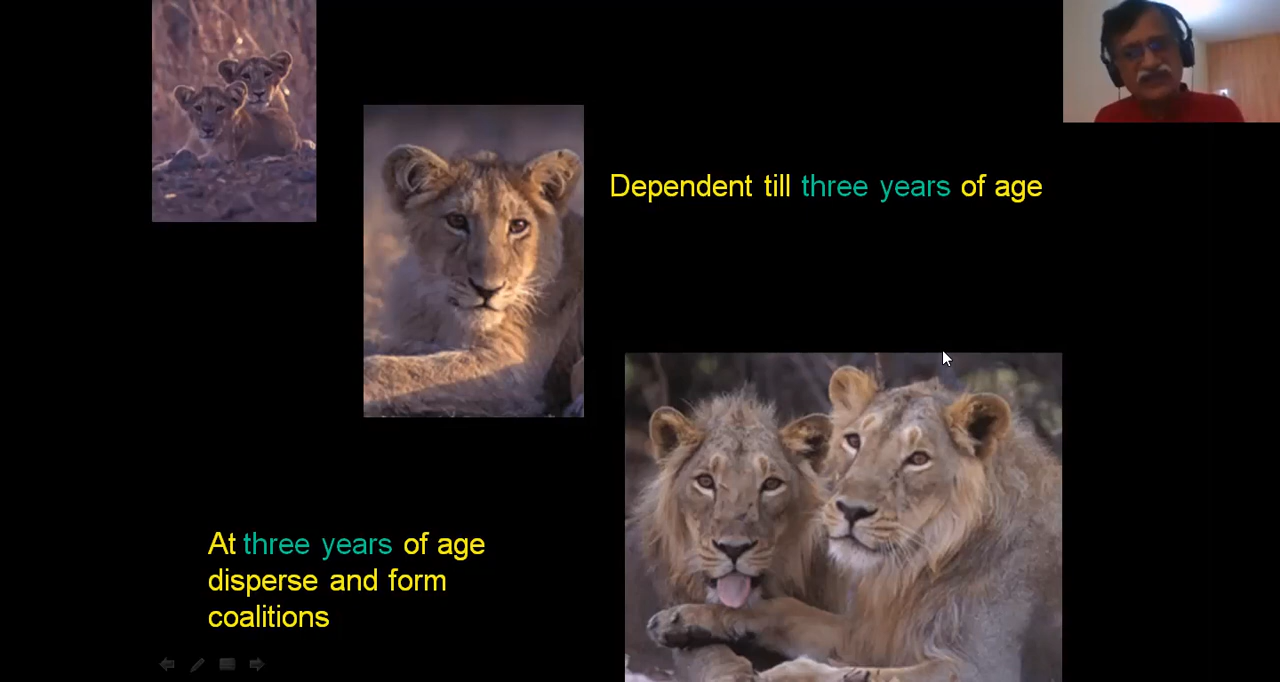 Dependent till three years of age
At three years of age
disperse and form
coalitions